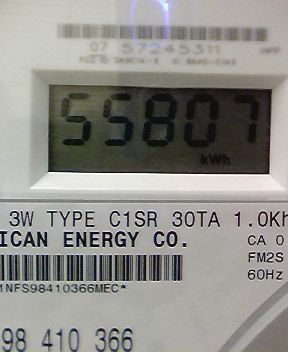 07 57245311
55807
kWh
3W TYPE C1SR 30TA 1.0Kh
ICAN ENERGY CO.
CA 0
FM2S
60Hz
1NFS98410366MEC*
98 410 366